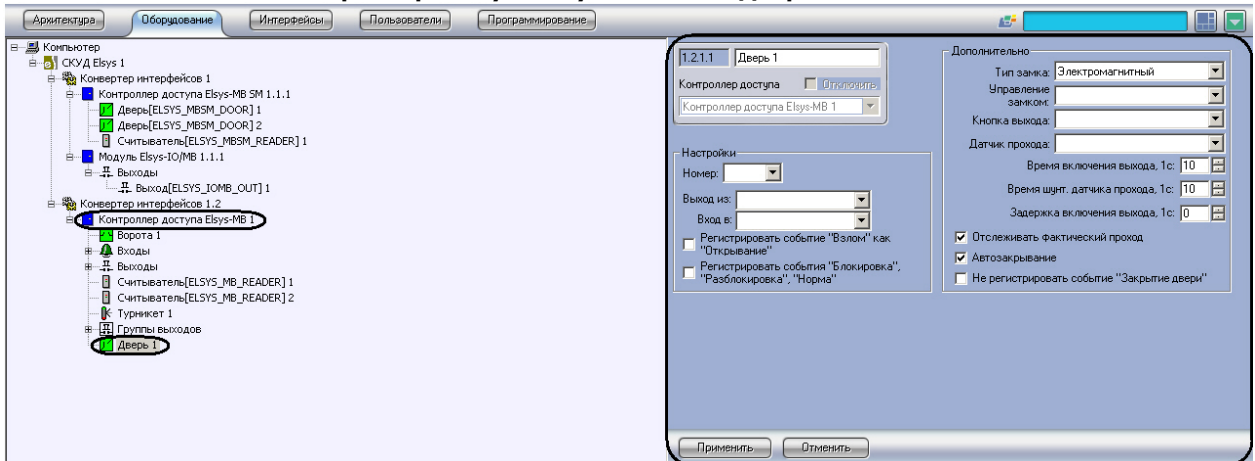 Архитектура Оборудование Интерфейсы Пользователи Программирование
Компьютер
СКУД Elsys 1
Конвертер интерфейсов 1
Контроллер доступа Elsys-MB SM 1.1.1
Дверь[ELSYS_MBSM_DOOR] 1
Дверь[ELSYS_MBSM_DOOR] 2
Считыватель[ELSYS_MBSM_READER] 1
Модуль Elsys-IO/MB 1.1.1
Выходы
Выход[ELSYS_IOMB_OUT] 1
Конвертер интерфейсов 1.2
Контроллер доступа Elsys-MB 1
Ворота 1
Входы
Выходы
Считыватель[ELSYS_MB_READER] 1
Считыватель[ELSYS_MB_READER] 2
Турникет 1
Группы выходов
Дверь 1
1.2.1.1 Дверь 1
Контроллер доступа Отключить
Контроллер доступа Elsys-MB 1
Настройки
Номер:
Выход из:
Вход в:
Регистрировать событие "Взлом" как
"Открывание"
Регистрировать события "Блокировка",
"Разблокировка", "Норма"
Дополнительно
Тип замка: Электромагнитный
Управление
замком:
Кнопка выхода:
Датчик прохода:
Время включения выхода, 1с: 10
Время шунт. датчика прохода, 1с: 10
Задержка включения выхода, 1с: 0
Отслеживать фактический проход
Автозакрывание
Не регистрировать событие "Закрытие двери"
Применить Отменить